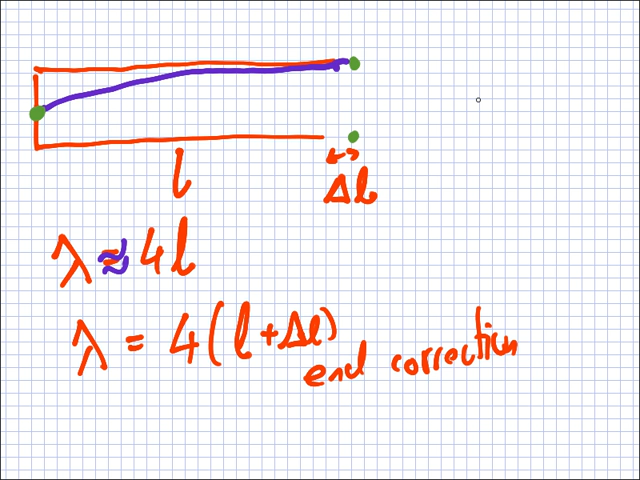 l
Δl
λ ≈ 4l
λ = 4(l + Δl)
end correction